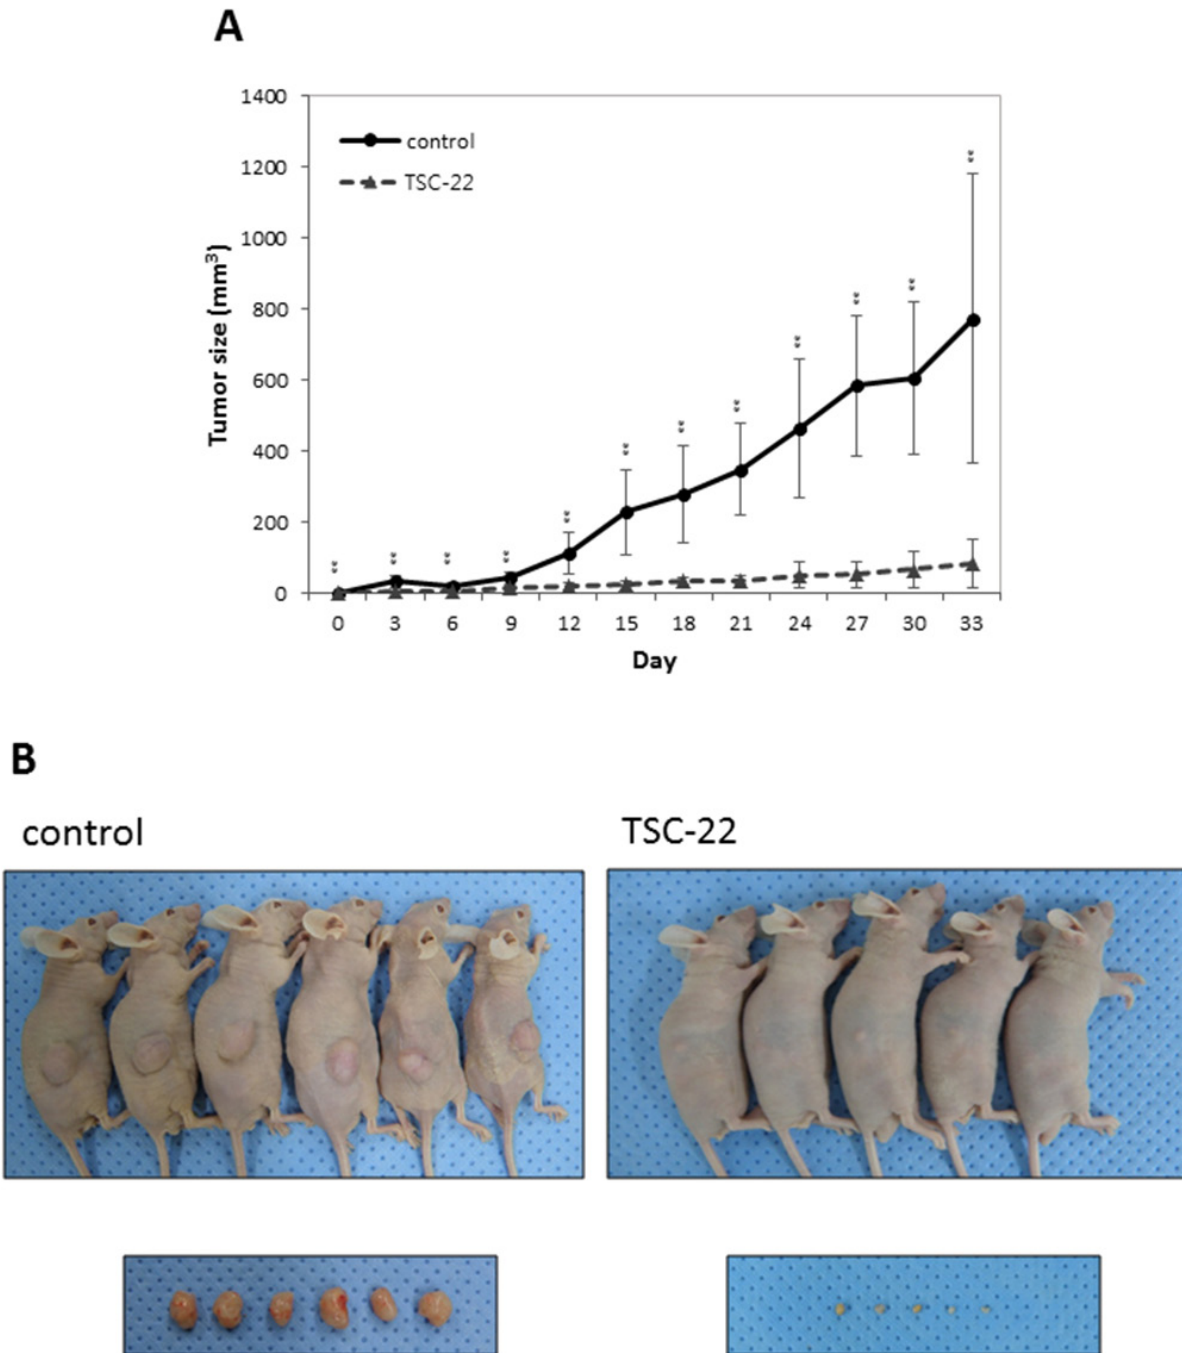 A
1400
1200
1000
800
600
400
200
0
control
TSC-22
Tumor size (mm³)
0 3 6 9 12 15 18 21 24 27 30 33
Day
B
control TSC-22